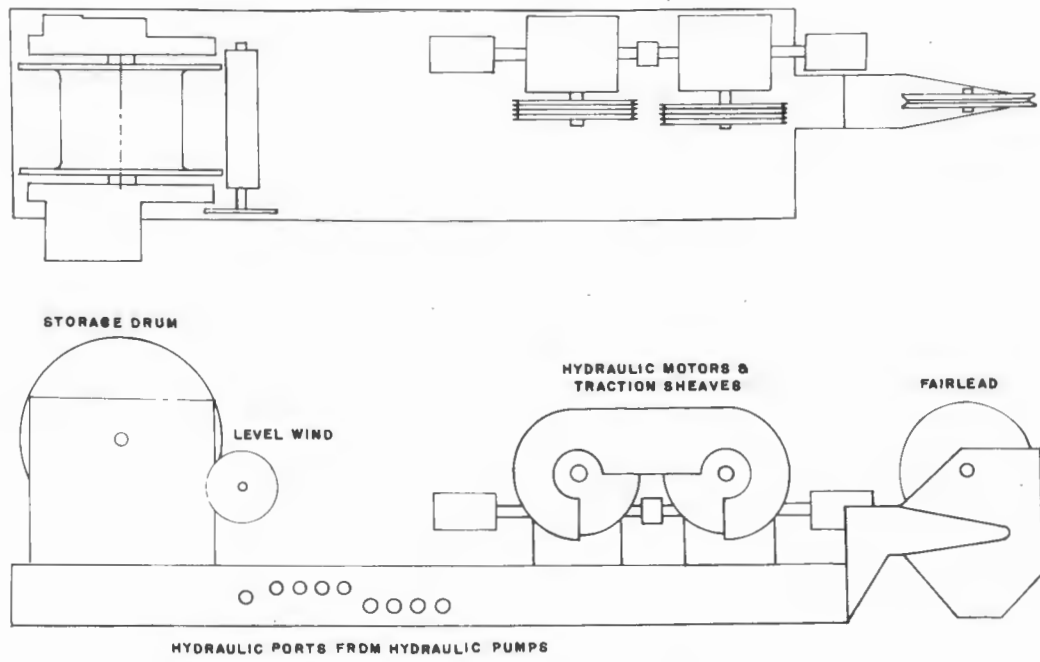 STORAGE DRUM
LEVEL WIND
HYDRAULIC MOTORS &
TRACTION SHEAVES
FAIRLEAD
HYDRAULIC PORTS FROM HYDRAULIC PUMPS